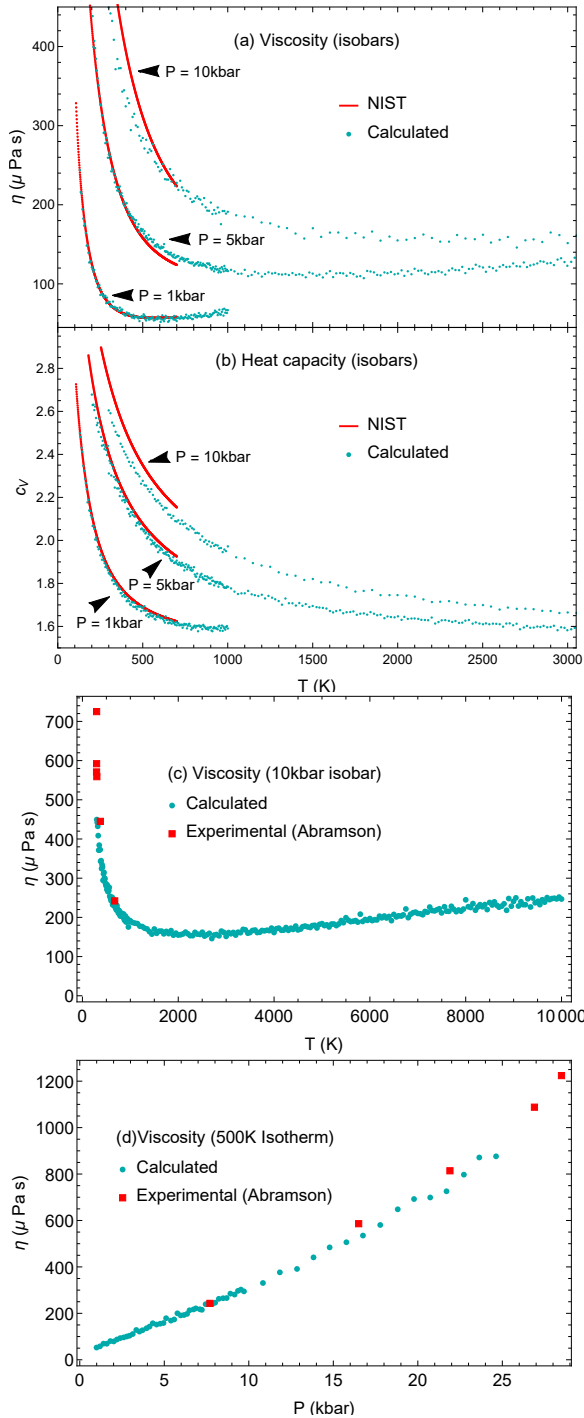 (a) Viscosity (isobars)
400
P = 10kbar
NIST
300
Calculated
η (μ Pa s)
200
P = 5kbar
100
P = 1kbar
(b) Heat capacity (isobars)
2.8
2.6
NIST
2.4
Calculated
P = 10kbar
c_V
2.2
2.0
1.8
P = 5kbar
P = 1kbar
1.6
0 500 1000 1500 2000 2500 3000
T (K)
700
(c) Viscosity (10kbar isobar)
600
Calculated
500
Experimental (Abramson)
η (μ Pa s)
400
300
200
100
0
0 2000 4000 6000 8000 10000
T (K)
1200
(d)Viscosity (500K Isotherm)
1000
Calculated
Experimental (Abramson)
800
η (μ Pa s)
600
400
200
0
0 5 10 15 20 25
P (kbar)